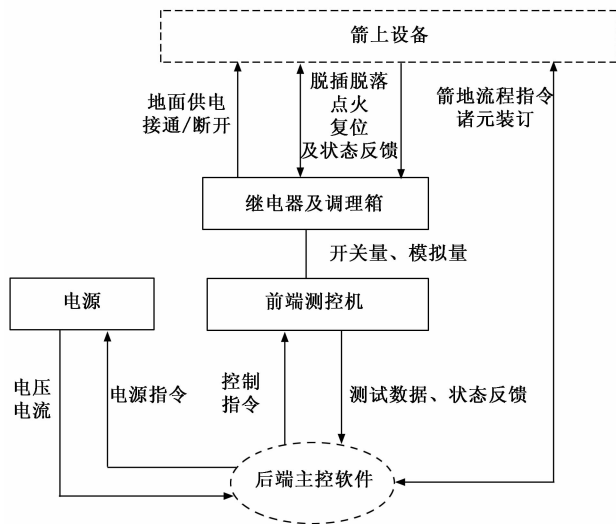 箭上设备
地面供电
接通/断开
脱插脱落
点火
复位
及状态反馈
箭地流程指令
诸元装订
继电器及调理箱
开关量、模拟量
电源
前端测控机
电压
电流
电源指令
控制
指令
测试数据、状态反馈
后端主控软件